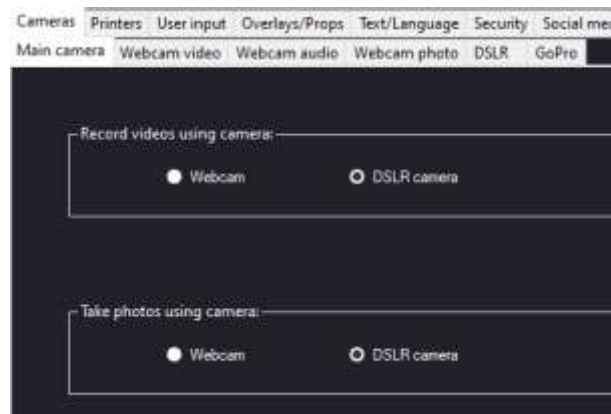 Cameras Printers User input Overlays/Props Text/Language Security Social
Main camera Webcam video Webcam audio Webcam photo DSLR GoPro
Record videos using camera:
Webcam DSLR camera
Take photos using camera:
Webcam DSLR camera